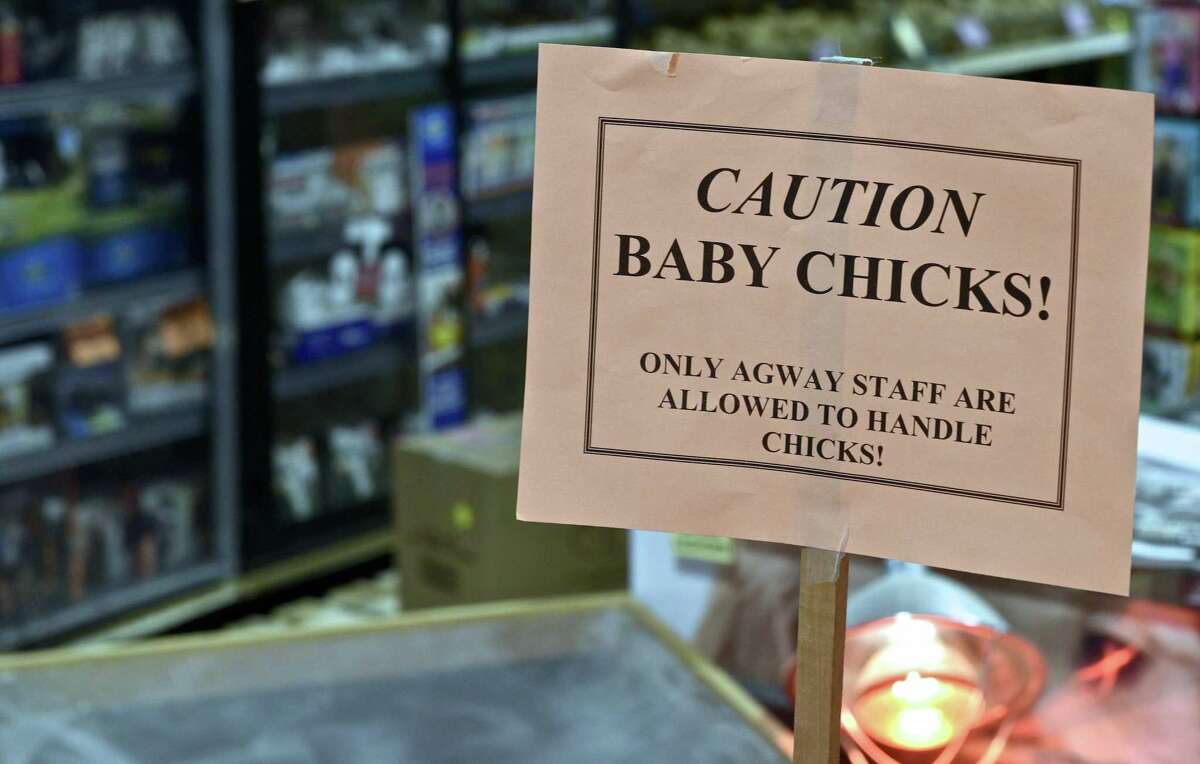 CAUTION
BABY CHICKS!
ONLY AGWAY STAFF ARE
ALLOWED TO HANDLE
CHICKS!